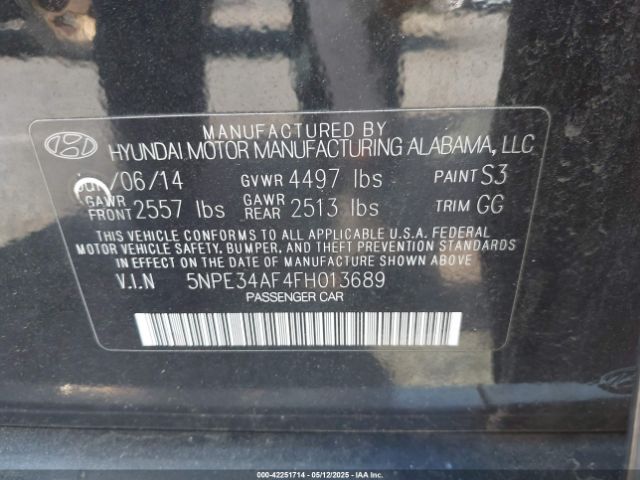 MANUFACTURED BY
HYUNDAI MOTOR MANUFACTURING ALABAMA, LLC
/06/14 GVWR 4497 lbs PAINT S3
GAWR FRONT 2557 lbs GAWR REAR 2513 lbs TRIM GG
THIS VEHICLE CONFORMS TO ALL APPLICABLE U.S.A. FEDERAL
MOTOR VEHICLE SAFETY, BUMPER, AND THEFT PREVENTION STANDARDS
IN EFFECT ON THE DATE OF MANUFACTURE SHOWN ABOVE.
V.I.N 5NPE34AF4FH013689
PASSENGER CAR
000-42251714 - 05/12/2025 - IAA Inc.